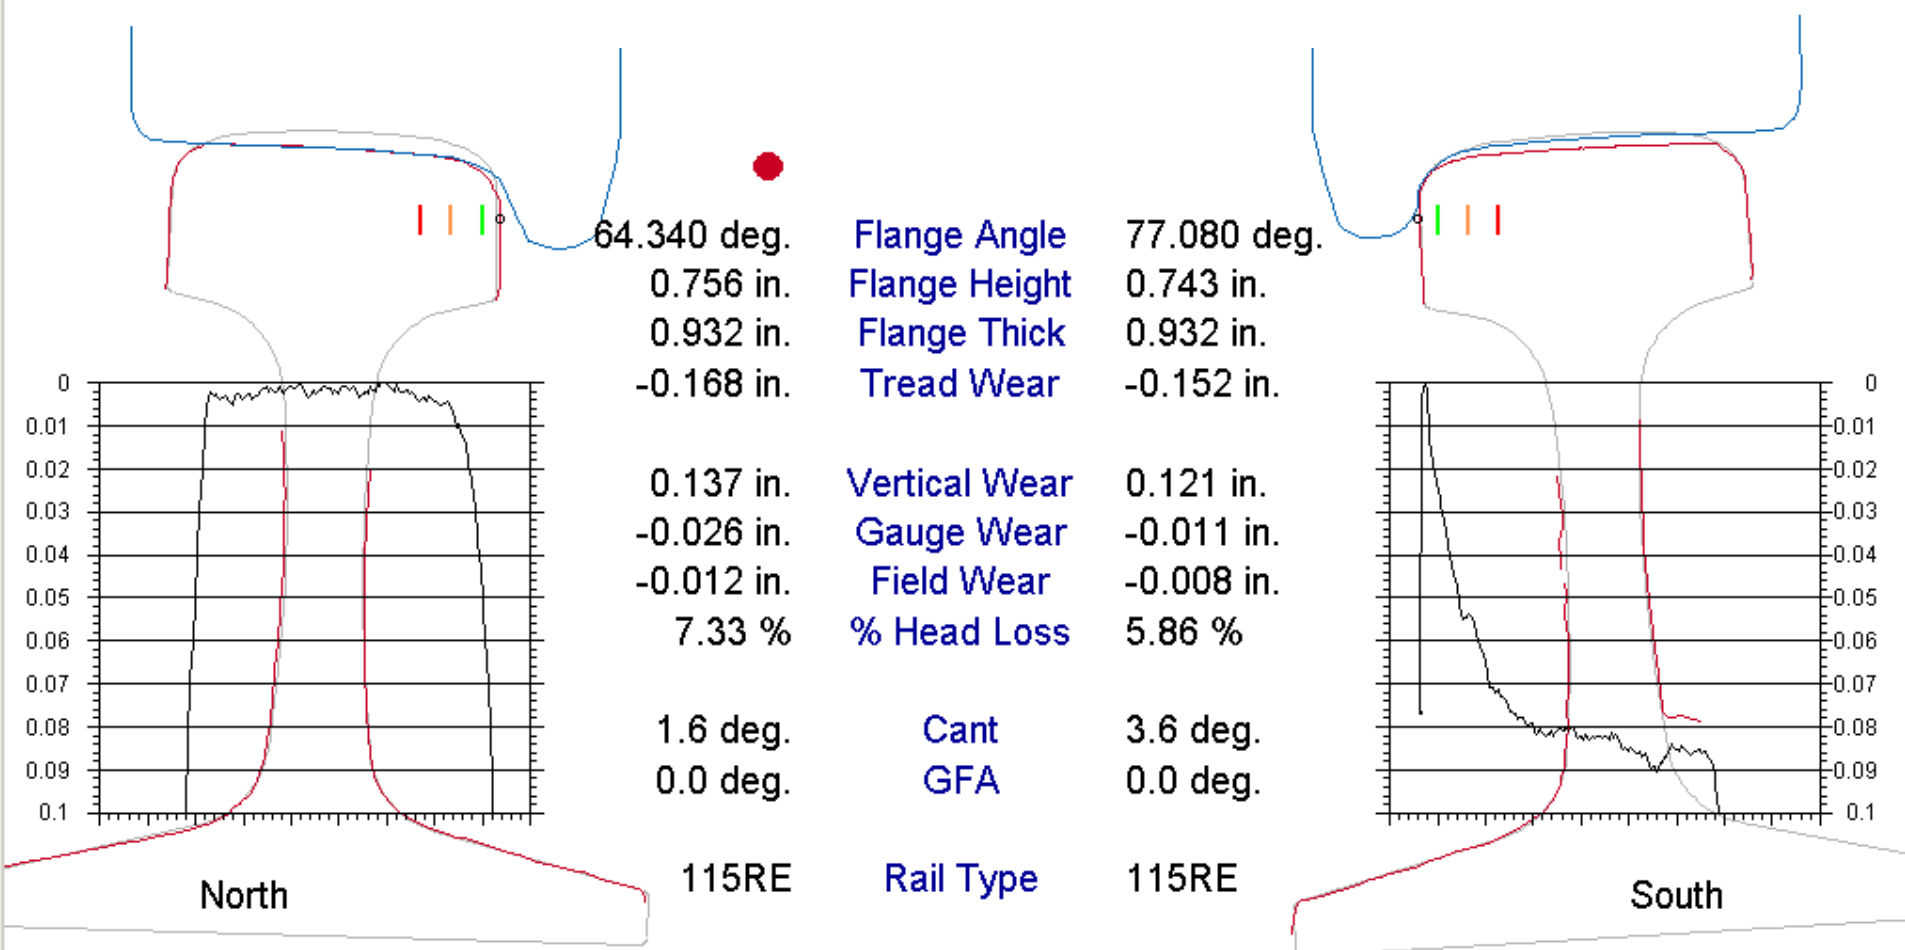 64.340 deg. Flange Angle 77.080 deg.
0.756 in. Flange Height 0.743 in.
0.932 in. Flange Thick 0.932 in.
-0.168 in. Tread Wear -0.152 in.
0.137 in. Vertical Wear 0.121 in.
-0.026 in. Gauge Wear -0.011 in.
-0.012 in. Field Wear -0.008 in.
7.33 % % Head Loss 5.86 %
1.6 deg. Cant 3.6 deg.
0.0 deg. GFA 0.0 deg.
115RE Rail Type 115RE
0
0.01
0.02
0.03
0.04
0.05
0.06
0.07
0.08
0.09
0.1
North
0
0.01
0.02
0.03
0.04
0.05
0.06
0.07
0.08
0.09
0.1
South